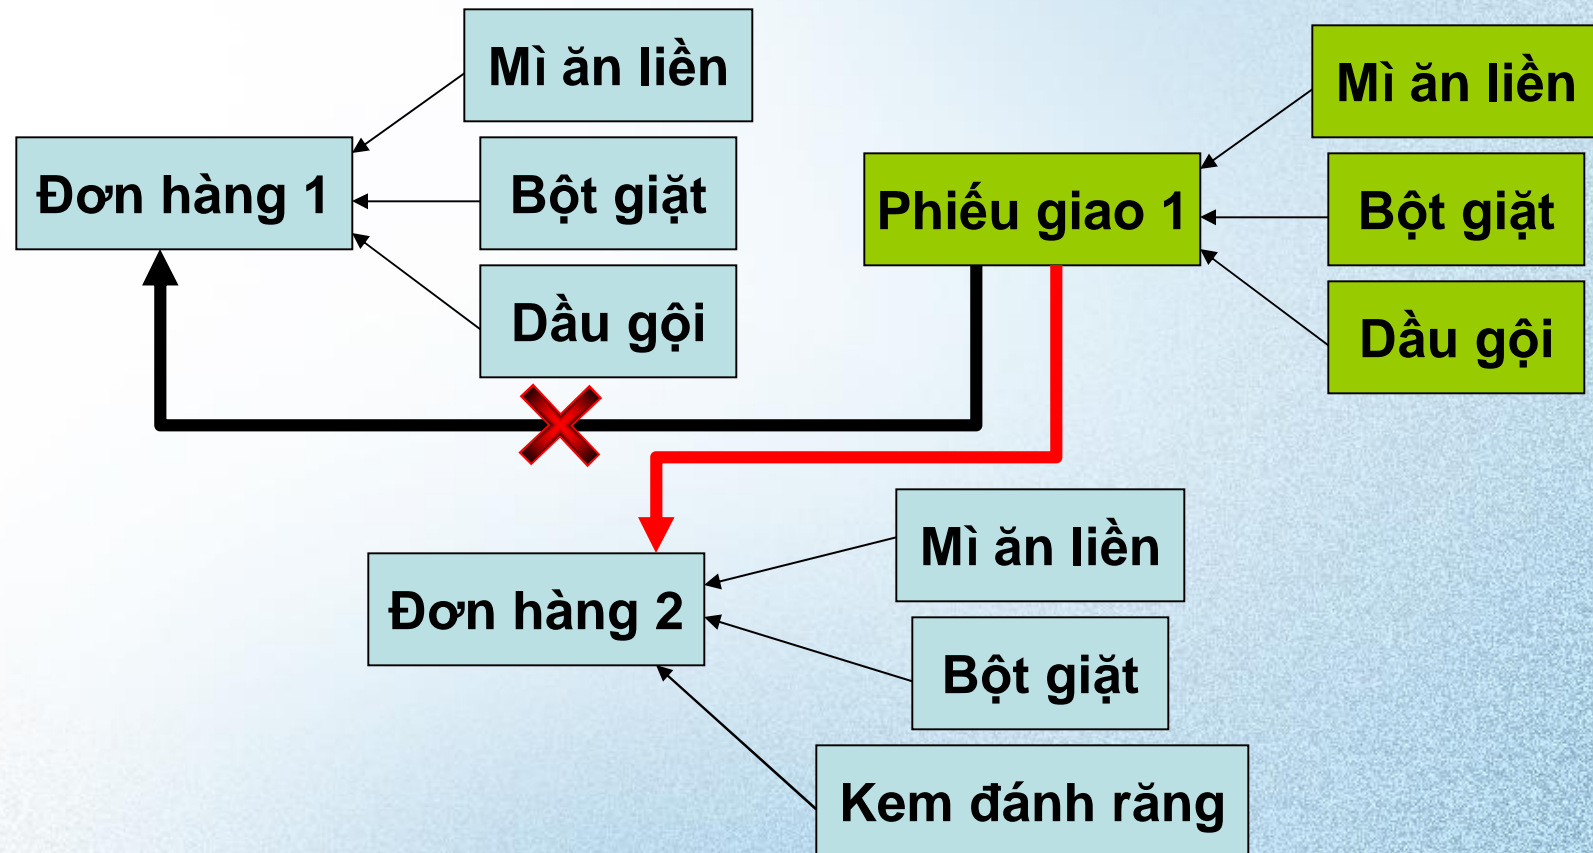 Mì ăn liền
Đơn hàng 1
Bột giặt
Dầu gội
Mì ăn liền
Phiếu giao 1
Bột giặt
Dầu gội
Mì ăn liền
Đơn hàng 2
Bột giặt
Kem đánh răng